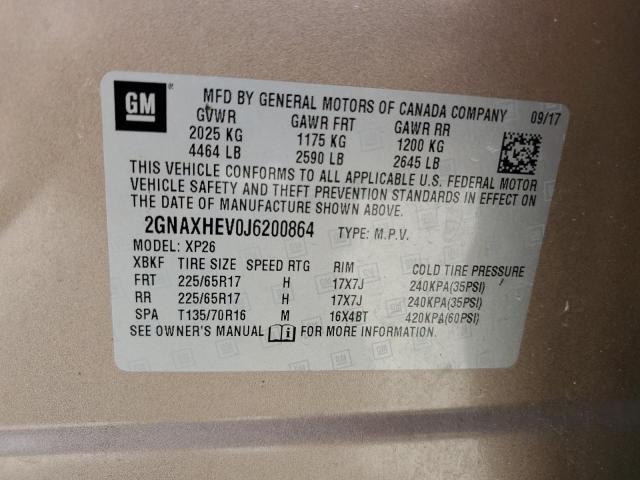 GM
MFD BY GENERAL MOTORS OF CANADA COMPANY 09/17
GVWR GAWR FRT GAWR RR
2025 KG 1175 KG 1200 KG
4464 LB 2590 LB 2645 LB
THIS VEHICLE CONFORMS TO ALL APPLICABLE U.S. FEDERAL MOTOR
VEHICLE SAFETY AND THEFT PREVENTION STANDARDS IN EFFECT ON
THE DATE OF MANUFACTURE SHOWN ABOVE.
2GNAXHEV0J6200864 TYPE: M.P.V.
MODEL: XP26
XBKF TIRE SIZE SPEED RTG RIM COLD TIRE PRESSURE
FRT 225/65R17 H 17X7J 240KPA(35PSI)
RR 225/65R17 H 17X7J 240KPA(35PSI)
SPA T135/70R16 M 16X4BT 420KPA(60PSI)
SEE OWNER'S MANUAL FOR MORE INFORMATION.